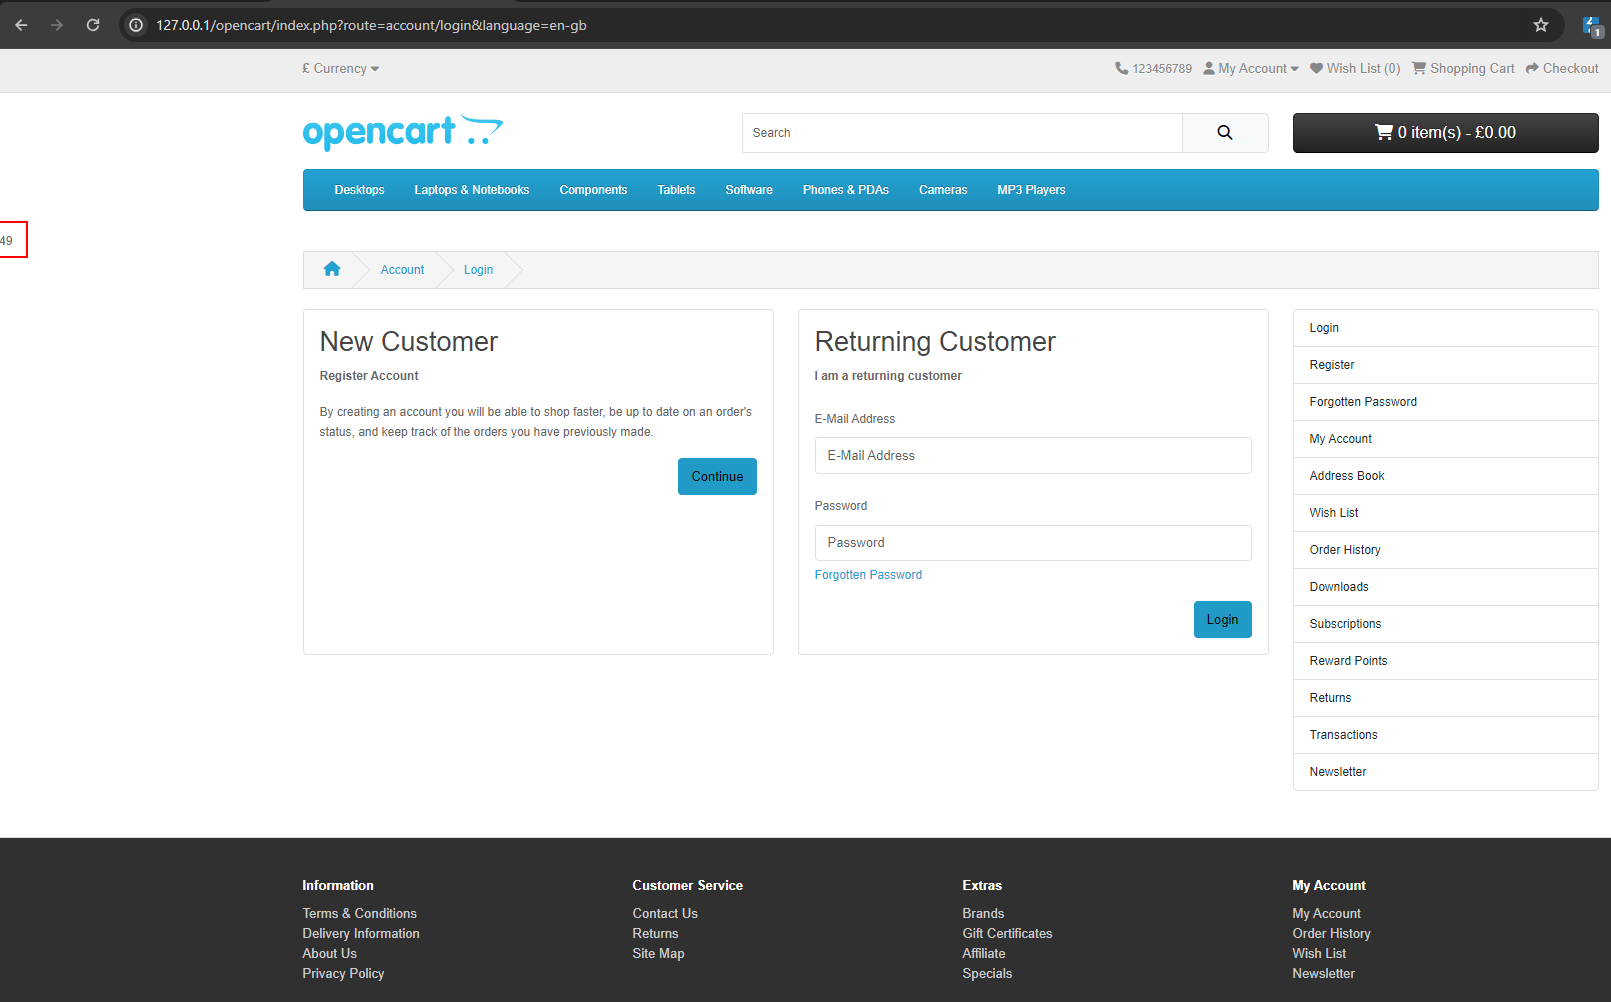 127.0.0.1/opencart/index.php?route=account/login&language=en-gb
1
£ Currency
123456789 My Account Wish List (0) Shopping Cart Checkout
opencart
Search
0 item(s) - £0.00
Desktops Laptops & Notebooks Components Tablets Software Phones & PDAs Cameras MP3 Players
49
Account Login
New Customer
Register Account
By creating an account you will be able to shop faster, be up to date on an order's
status, and keep track of the orders you have previously made.
Continue
Returning Customer
I am a returning customer
E-Mail Address
E-Mail Address
Password
Password
Forgotten Password
Login
Login
Register
Forgotten Password
My Account
Address Book
Wish List
Order History
Downloads
Subscriptions
Reward Points
Returns
Transactions
Newsletter
Information
Terms & Conditions
Delivery Information
About Us
Privacy Policy
Customer Service
Contact Us
Returns
Site Map
Extras
Brands
Gift Certificates
Affiliate
Specials
My Account
My Account
Order History
Wish List
Newsletter